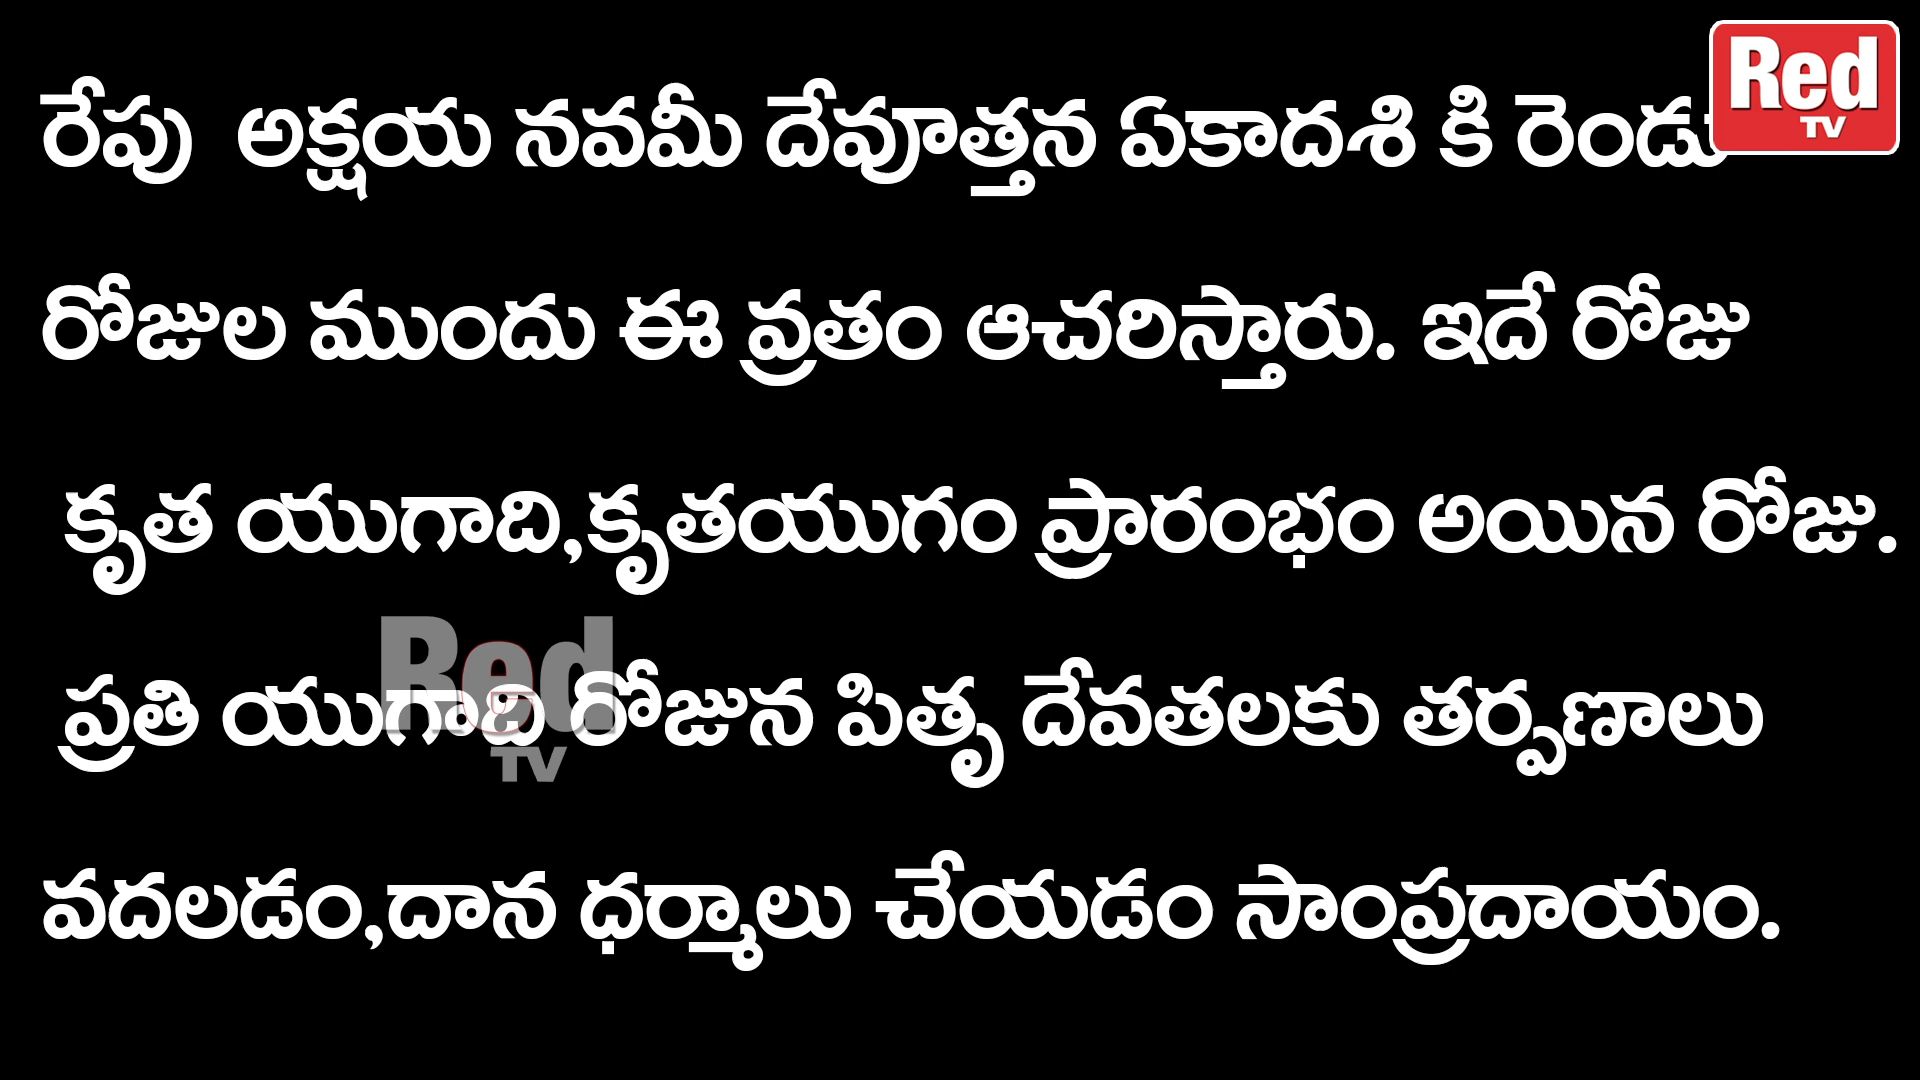 రేపు అక్షయ నవమీ దేవూత్తన ఏకాదశి కి రెండు
రోజుల ముందు ఈ వ్రతం ఆచరిస్తారు. ఇదే రోజు
కృత యుగాది,కృతయుగం ప్రారంభం అయిన రోజు.
ప్రతి యుగాది రోజున పితృ దేవతలకు తర్పణాలు
వదలడం,దాన ధర్మాలు చేయడం సాంప్రదాయం.
Red
TV
Red
TV